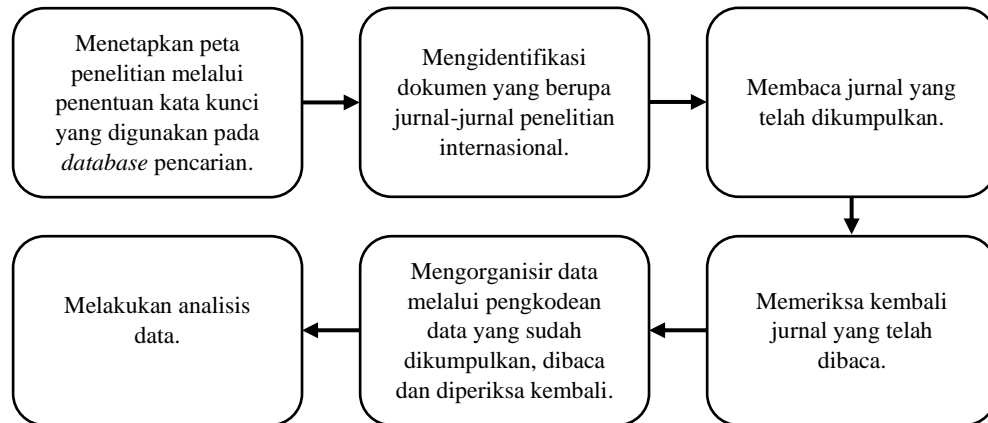 Menetapkan peta
penelitian melalui
penentuan kata kunci
yang digunakan pada
database pencarian.
Mengidentifikasi
dokumen yang berupa
jurnal-jurnal penelitian
internasional.
Membaca jurnal yang
telah dikumpulkan.
Memeriksa kembali
jurnal yang telah
dibaca.
Mengorganisir data
melalui pengkodean
data yang sudah
dikumpulkan, dibaca
dan diperiksa kembali.
Melakukan analisis
data.